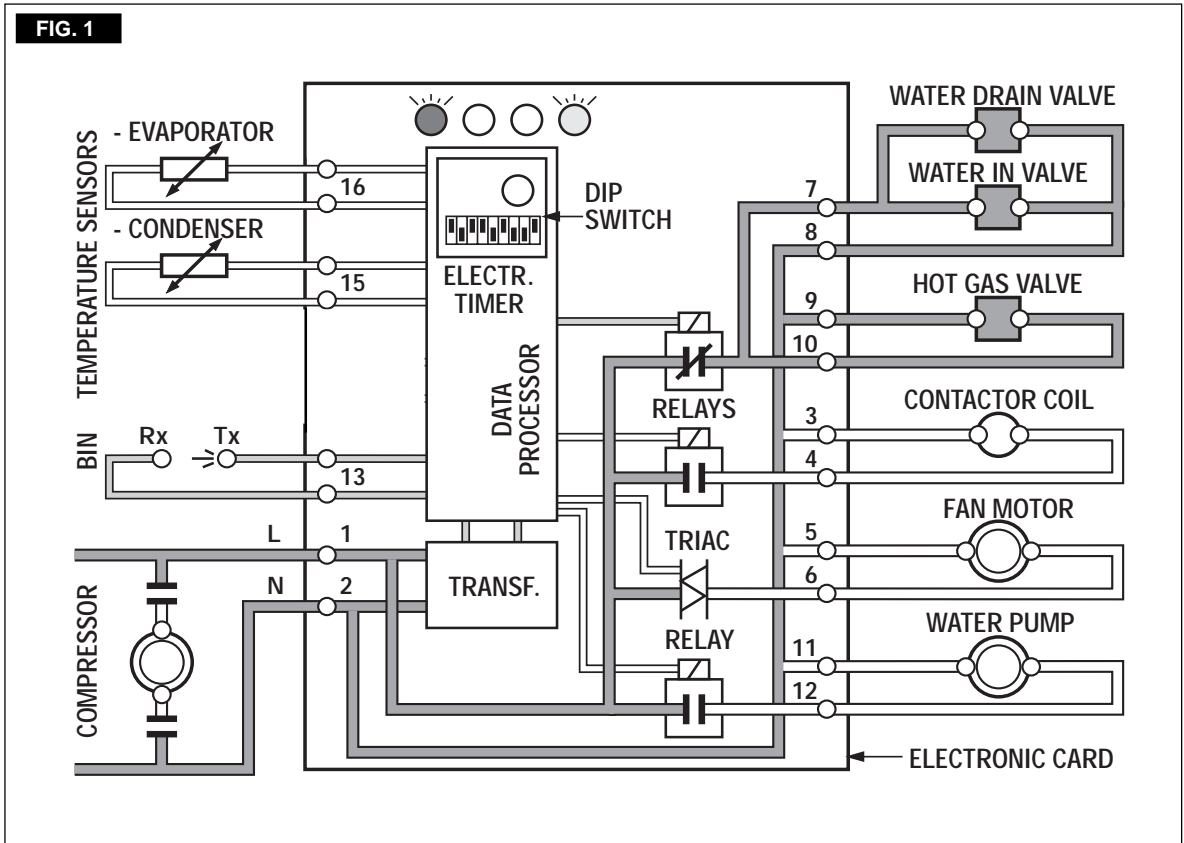 FIG. 1
TEMPERATURE SENSORS
- EVAPORATOR
16
- CONDENSER
15
BIN
Rx
Tx
13
L
1
N
2
COMPRESSOR
DIP
SWITCH
ELECTR.
TIMER
DATA
PROCESSOR
TRANSF.
RELAYS
TRIAC
RELAY
WATER DRAIN VALVE
WATER IN VALVE
7
8
HOT GAS VALVE
9
10
CONTACTOR COIL
3
4
FAN MOTOR
5
6
WATER PUMP
11
12
ELECTRONIC CARD